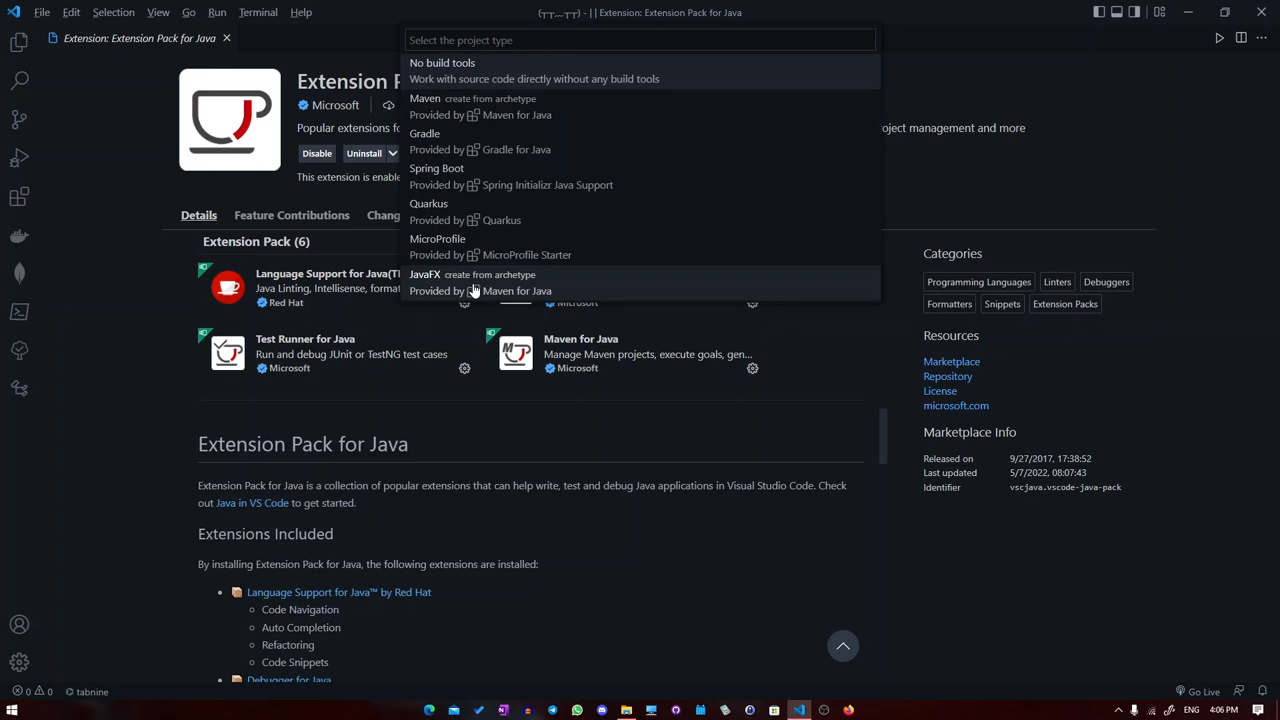 File Edit Selection View Go Run Terminal Help
(┬┬﹏┬┬) - | | Extension: Extension Pack for Java
Extension: Extension Pack for Java
Select the project type
No build tools
Work with source code directly without any build tools
Maven create from archetype
Provided by Maven for Java
Gradle
Provided by Gradle for Java
Spring Boot
Provided by Spring Initializr Java Support
Quarkus
Provided by Quarkus
MicroProfile
Provided by MicroProfile Starter
JavaFX create from archetype
Provided by Maven for Java
Extension P
Microsoft
Popular extensions fo
roject management and more
Disable
Uninstall
This extension is enable
Details Feature Contributions Chang
Extension Pack (6)
Language Support for Java(T
Java Linting, Intellisense, format
Red Hat
Microsoft
Test Runner for Java
Run and debug JUnit or TestNG test cases
Microsoft
Maven for Java
Manage Maven projects, execute goals, gen...
Microsoft
Extension Pack for Java
Extension Pack for Java is a collection of popular extensions that can help write, test and debug Java applications in Visual Studio Code. Check
out Java in VS Code to get started.
Extensions Included
By installing Extension Pack for Java, the following extensions are installed:
Language Support for Java™ by Red Hat
Code Navigation
Auto Completion
Refactoring
Code Snippets
Debugger for Java
Categories
Programming Languages Linters Debuggers
Formatters Snippets Extension Packs
Resources
Marketplace
Repository
License
microsoft.com
Marketplace Info
Released on 9/27/2017, 17:38:52
Last updated 5/7/2022, 08:07:43
Identifier vscjava.vscode-java-pack
0 0 tabnine
Go Live
4:06 PM